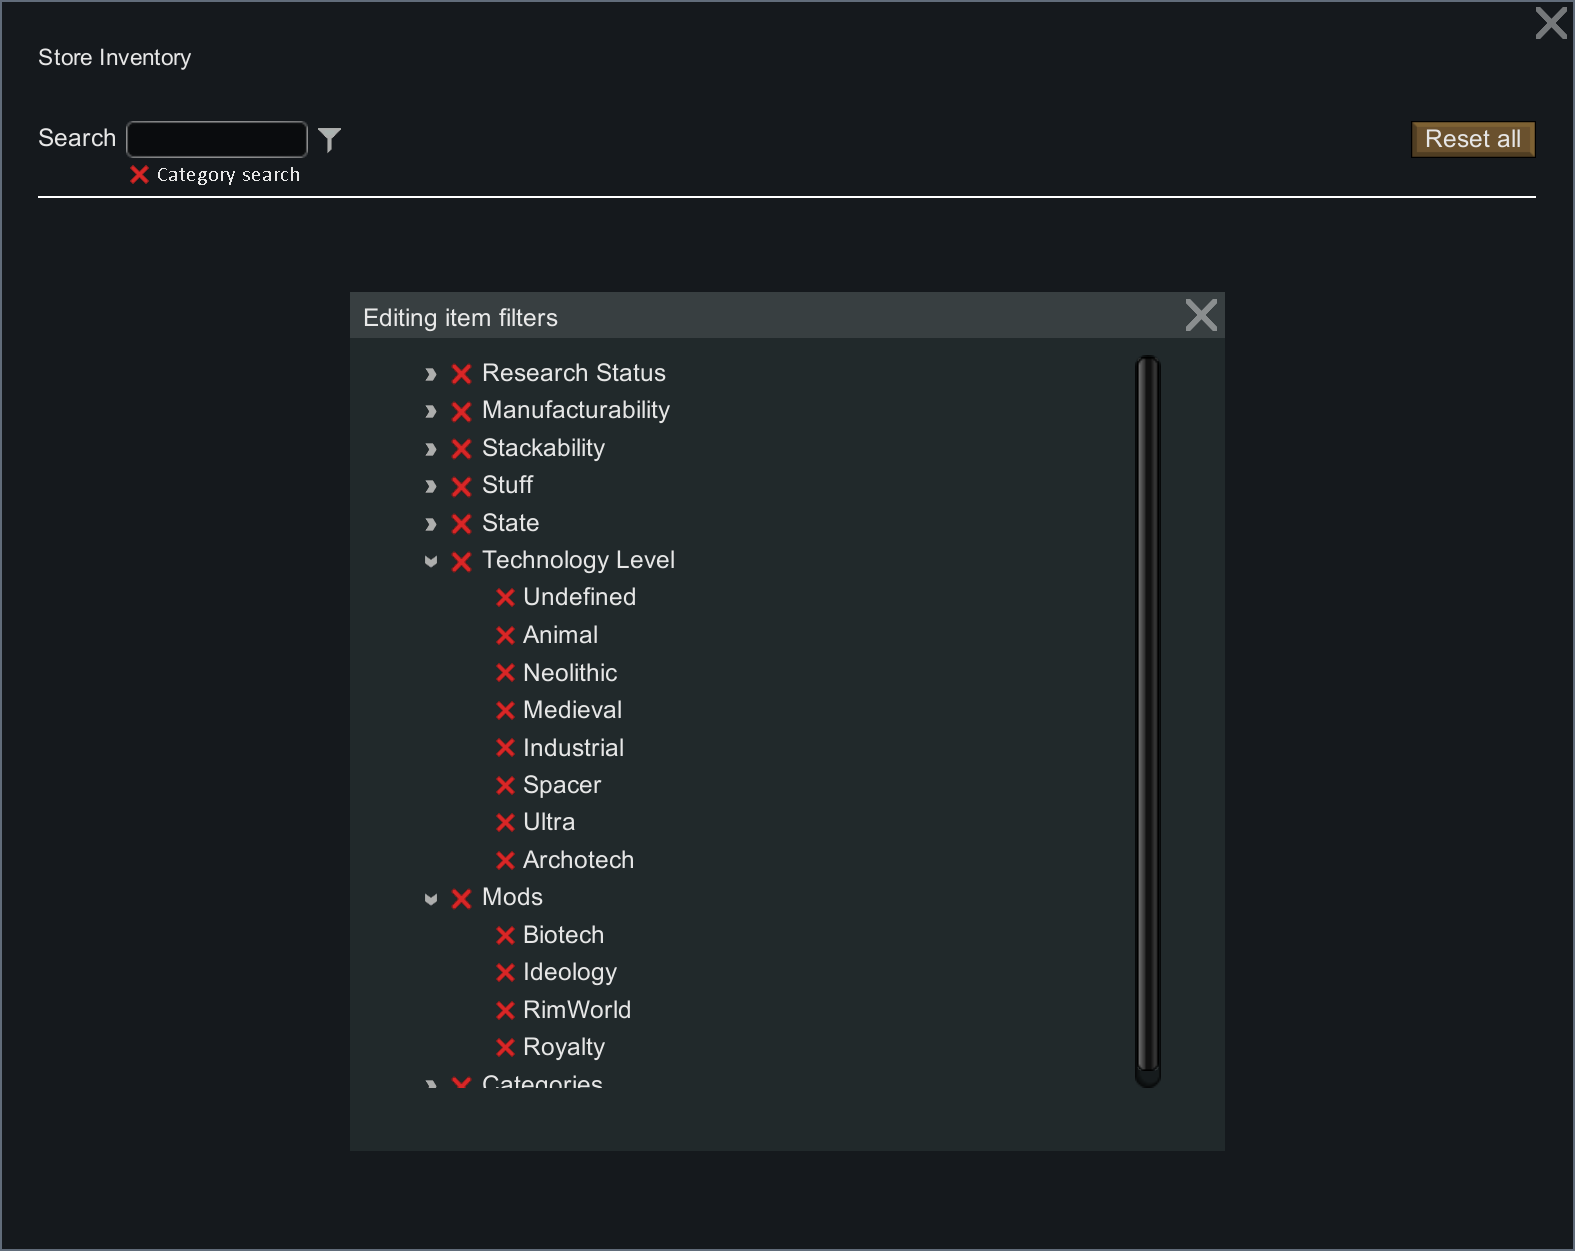 Store Inventory
Search
Reset all
Category search
Editing item filters
Research Status
Manufacturability
Stackability
Stuff
State
Technology Level
Undefined
Animal
Neolithic
Medieval
Industrial
Spacer
Ultra
Archotech
Mods
Biotech
Ideology
RimWorld
Royalty
Categories